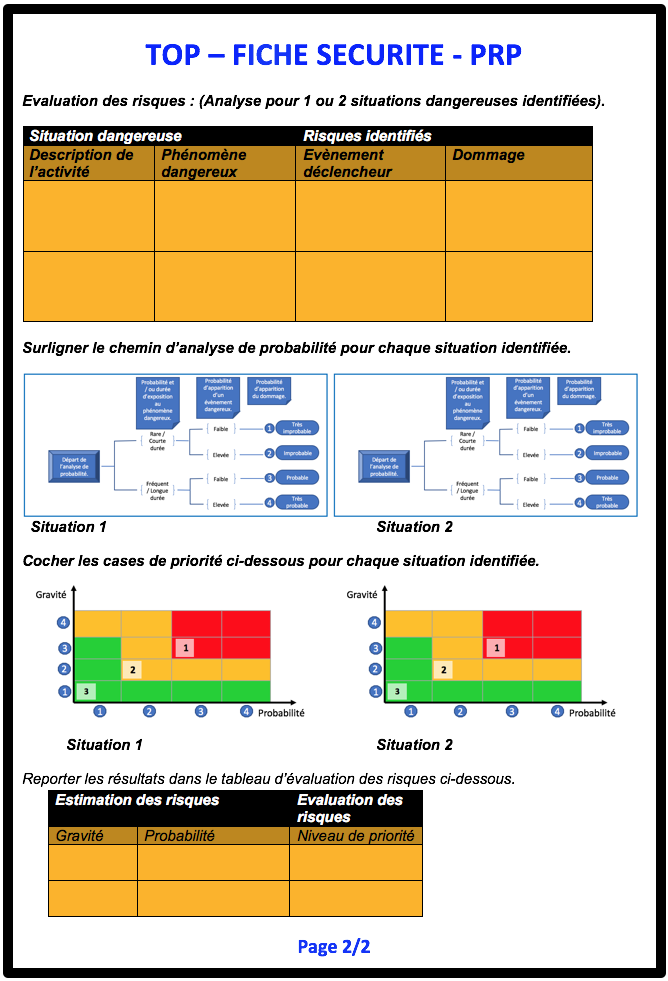 TOP – FICHE SECURITE - PRP
Evaluation des risques : (Analyse pour 1 ou 2 situations dangereuses identifiées).
Situation dangereuse Risques identifiés
Description de l'activité Phénomène dangereux Evènement déclencheur Dommage
Surligner le chemin d'analyse de probabilité pour chaque situation identifiée.
Probabilité et / ou durée d'exposition au phénomène dangereux.
Probabilité d'apparition d'un évènement dangereux.
Probabilité d'apparition du dommage.
Départ de l'analyse de probabilité.
Rare / Courte durée
Fréquent / Longue durée
Faible
Elevée
Faible
Elevée
1 Très improbable
2 Improbable
3 Probable
4 Très probable
Situation 1
Probabilité et / ou durée d'exposition au phénomène dangereux.
Probabilité d'apparition d'un évènement dangereux.
Probabilité d'apparition du dommage.
Départ de l'analyse de probabilité.
Rare / Courte durée
Fréquent / Longue durée
Faible
Elevée
Faible
Elevée
1 Très improbable
2 Improbable
3 Probable
4 Très probable
Situation 2
Cocher les cases de priorité ci-dessous pour chaque situation identifiée.
Gravité
4
3 1
2 2
1 3
1 2 3 4 Probabilité
Situation 1
Gravité
4
3 1
2 2
1 3
1 2 3 4 Probabilité
Situation 2
Reporter les résultats dans le tableau d'évaluation des risques ci-dessous.
Estimation des risques Evaluation des risques
Gravité Probabilité Niveau de priorité
Page 2/2